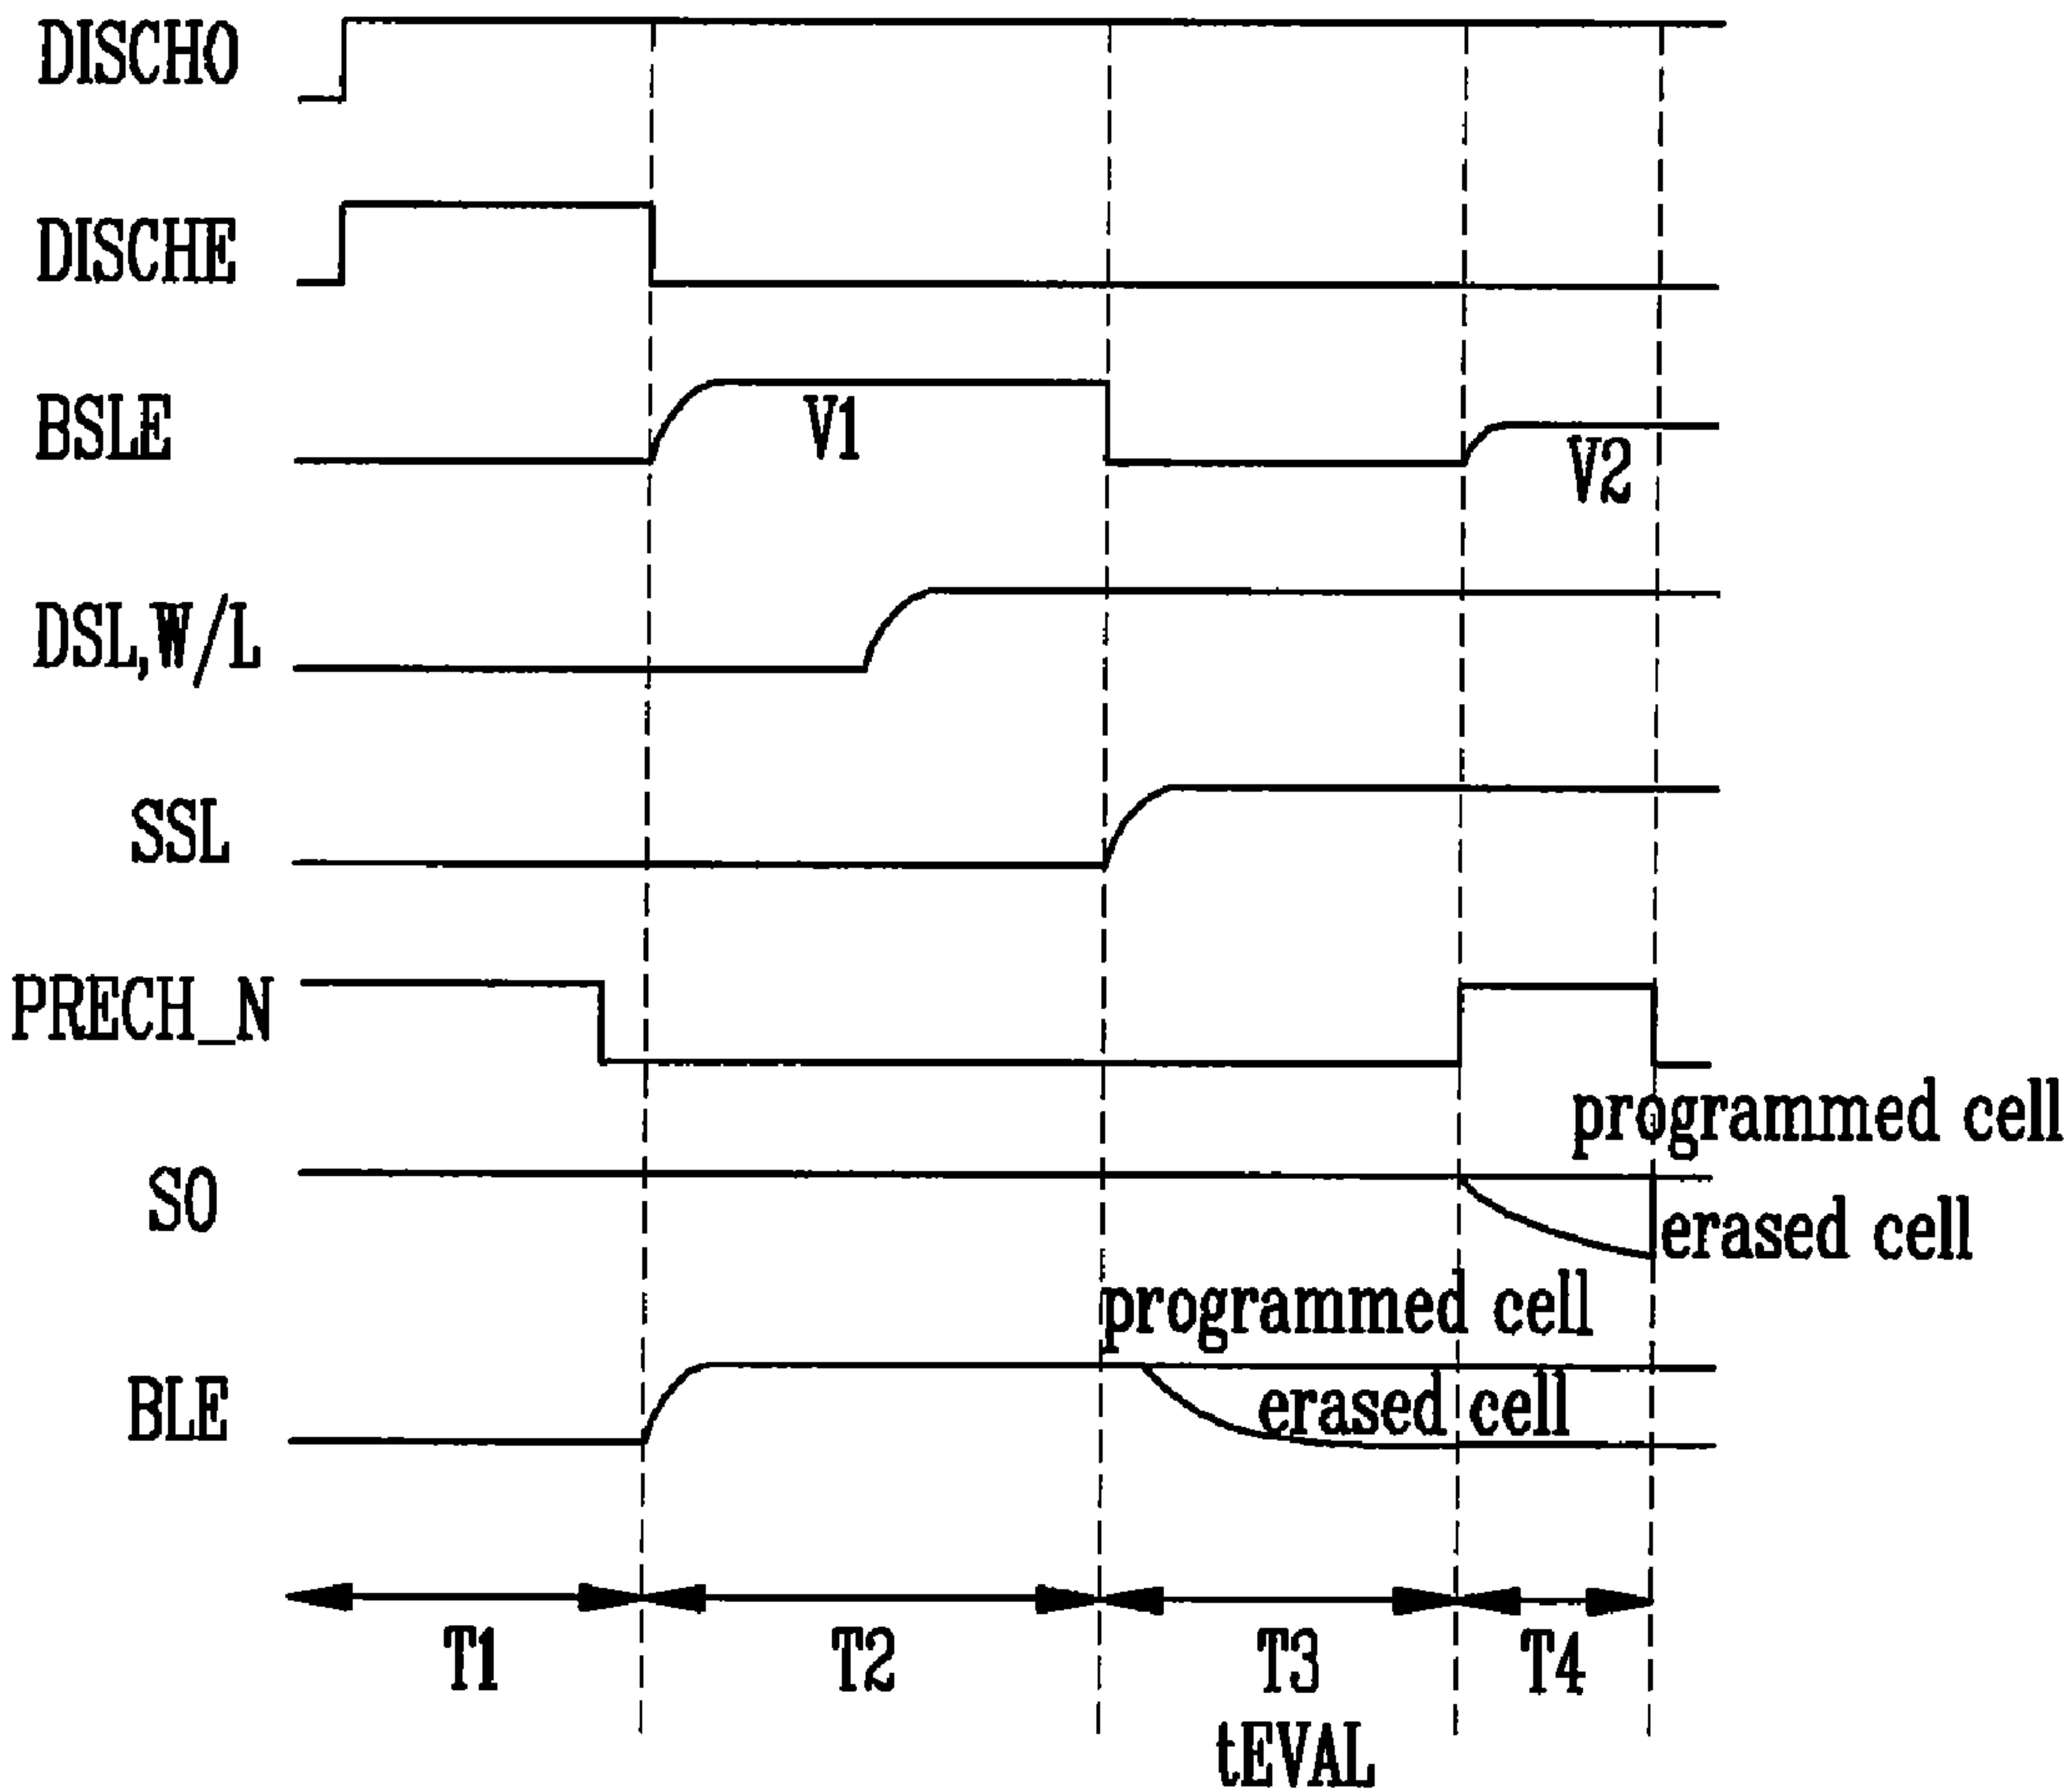 DISCHO
DISCHE
BSLE
V1
V2
DSL,W/L
SSL
PRECH_N
programmed cell
SO
erased cell
programmed cell
BLE
erased cell
T1
T2
T3
T4
tEVAL